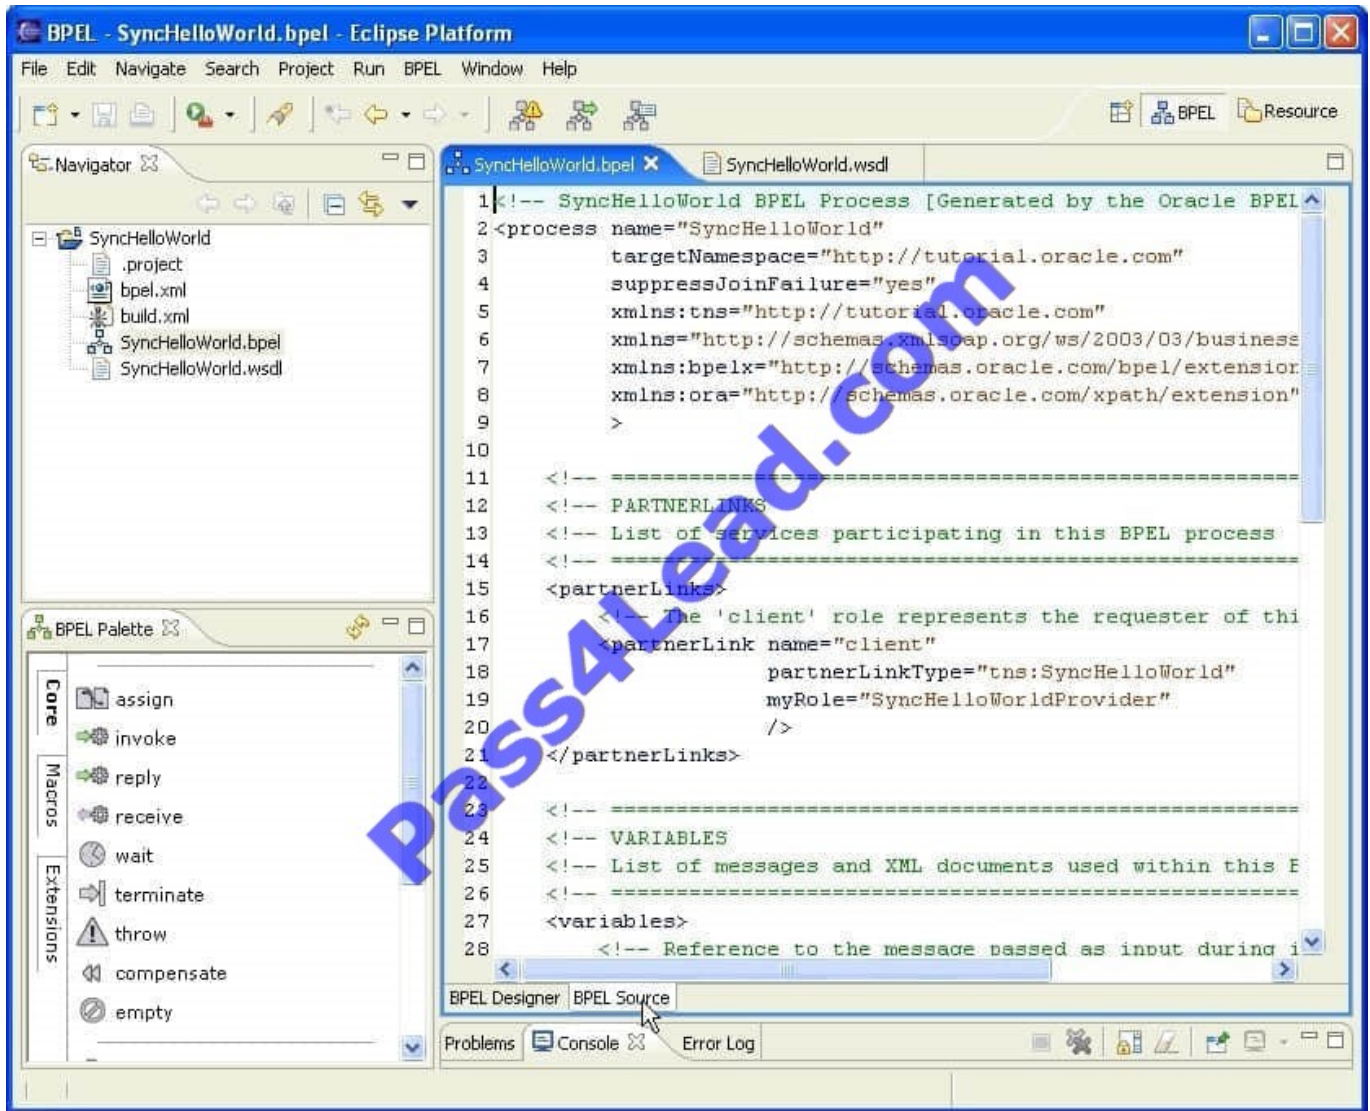 BPEL - SyncHelloWorld.bpel - Eclipse Platform
File Edit Navigate Search Project Run BPEL Window Help
BPEL Resource
Navigator
SyncHelloWorld
.project
bpel.xml
build.xml
SyncHelloWorld.bpel
SyncHelloWorld.wsdl
BPEL Palette
Core
Macros
Extensions
assign
invoke
reply
receive
wait
terminate
throw
compensate
empty
SyncHelloWorld.bpel SyncHelloWorld.wsdl
1 <!-- SyncHelloWorld BPEL Process [Generated by the Oracle BPEL
2 <process name="SyncHelloWorld"
3 targetNamespace="http://tutorial.oracle.com"
4 suppressJoinFailure="yes"
5 xmlns:tns="http://tutorial.oracle.com"
6 xmlns="http://schemas.xmlsoap.org/ws/2003/03/business
7 xmlns:bpelx="http://schemas.oracle.com/bpel/extension
8 xmlns:ora="http://schemas.oracle.com/xpath/extension"
9 >
10
11 <!-- =====================================================
12 <!-- PARTNERLINKS
13 <!-- List of services participating in this BPEL process
14 <!-- =====================================================
15 <partnerLinks>
16 <!-- The 'client' role represents the requester of thi
17 <partnerLink name="client"
18 partnerLinkType="tns:SyncHelloWorld"
19 myRole="SyncHelloWorldProvider"
20 />
21 </partnerLinks>
22
23 <!-- =====================================================
24 <!-- VARIABLES
25 <!-- List of messages and XML documents used within this B
26 <!-- =====================================================
27 <variables>
28 <!-- Reference to the message passed as input during i
BPEL Designer BPEL Source
Problems Console Error Log
Pass4Lead.com